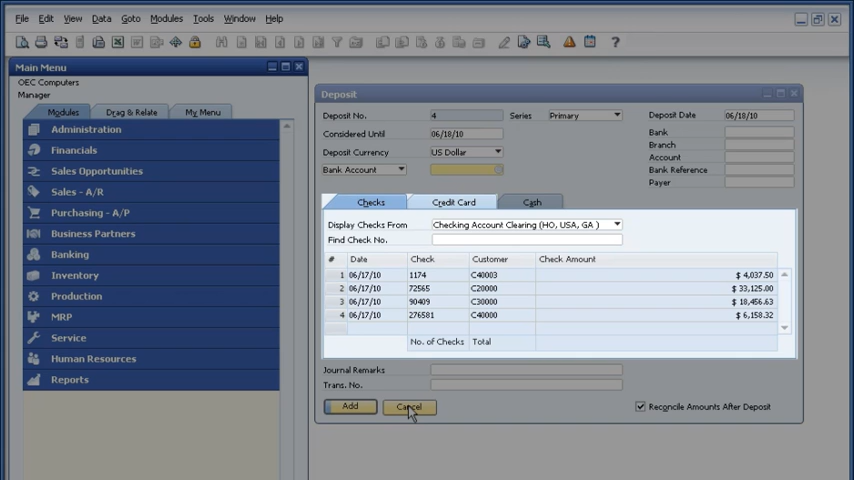 File Edit View Data Goto Modules Tools Window Help
Main Menu
OEC Computers
Manager
Modules Drag & Relate My Menu
Administration
Financials
Sales Opportunities
Sales - A/R
Purchasing - A/P
Business Partners
Banking
Inventory
Production
MRP
Service
Human Resources
Reports
Deposit
Deposit No. 4 Series Primary Deposit Date 06/18/10
Considered Until 06/18/10 Bank
Deposit Currency US Dollar Branch
Bank Account Account
Bank Reference
Payer
Checks Credit Card Cash
Display Checks From Checking Account Clearing (HO, USA, GA )
Find Check No.
# Date Check Customer Check Amount
1 06/17/10 1174 C40003 $ 4,037.50
2 06/17/10 72565 C20000 $ 33,125.00
3 06/17/10 90409 C30000 $ 18,456.63
4 06/17/10 276581 C40000 $ 6,158.32
No. of Checks Total
Journal Remarks
Trans. No.
Add Cancel Reconcile Amounts After Deposit